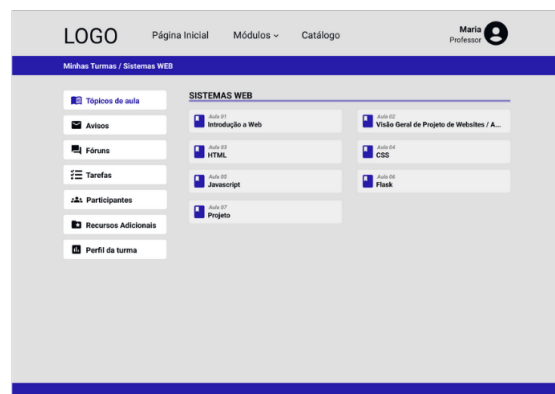 LOGO
Página Inicial
Módulos
Catálogo
Maria
Professor
Minhas Turmas / Sistemas WEB
Tópicos de aula
Avisos
Fóruns
Tarefas
Participantes
Recursos Adicionais
Perfil da turma
SISTEMAS WEB
Aula 01
Introdução a Web
Aula 02
Visão Geral de Projeto de Websites / A...
Aula 03
HTML
Aula 04
CSS
Aula 05
Javascript
Aula 06
Flask
Aula 07
Projeto